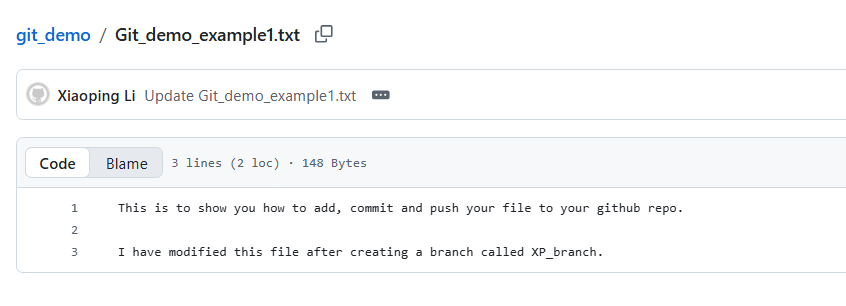 git_demo / Git_demo_example1.txt
Xiaoping Li Update Git_demo_example1.txt
Code Blame 3 lines (2 loc) · 148 Bytes
1 This is to show you how to add, commit and push your file to your github repo.
2
3 I have modified this file after creating a branch called XP_branch.